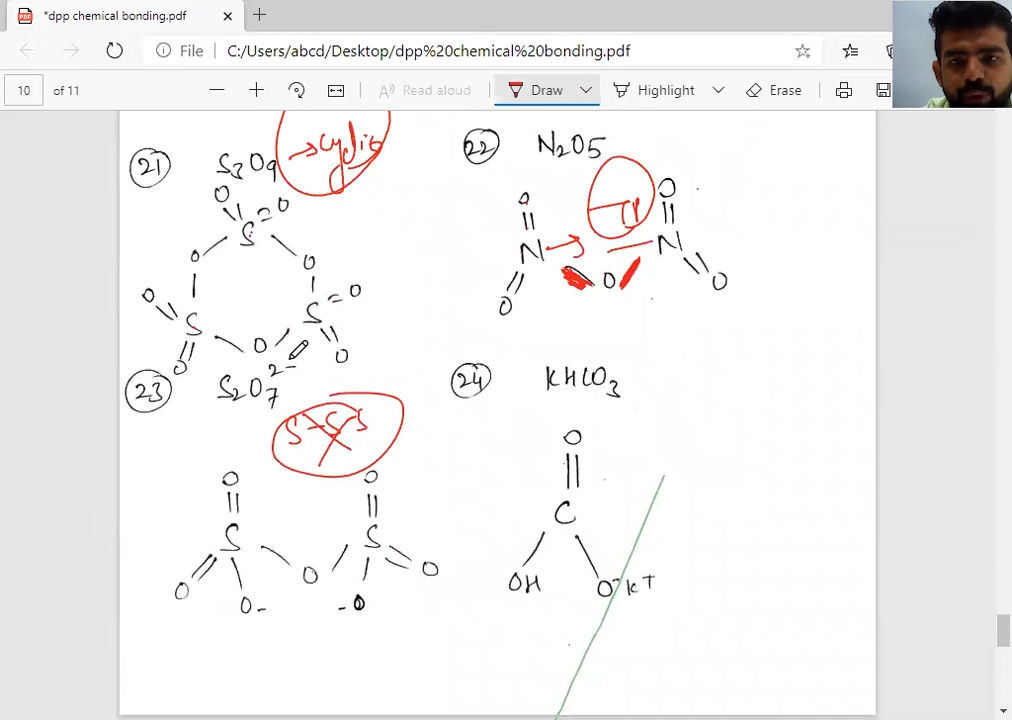 *dpp chemical bonding.pdf
File C:/Users/abcd/Desktop/dpp%20chemical%20bonding.pdf
10 of 11 Read aloud Draw Highlight Erase
21 S3O9 → cyclic
O O
S
O O
O S S O
O O O
22 N2O5
O O
N N
O O O
23 S2O7 2-
S-S-S
O O
S S
O O O
O- -O
24 KHCO3
O
C
OH O- K+